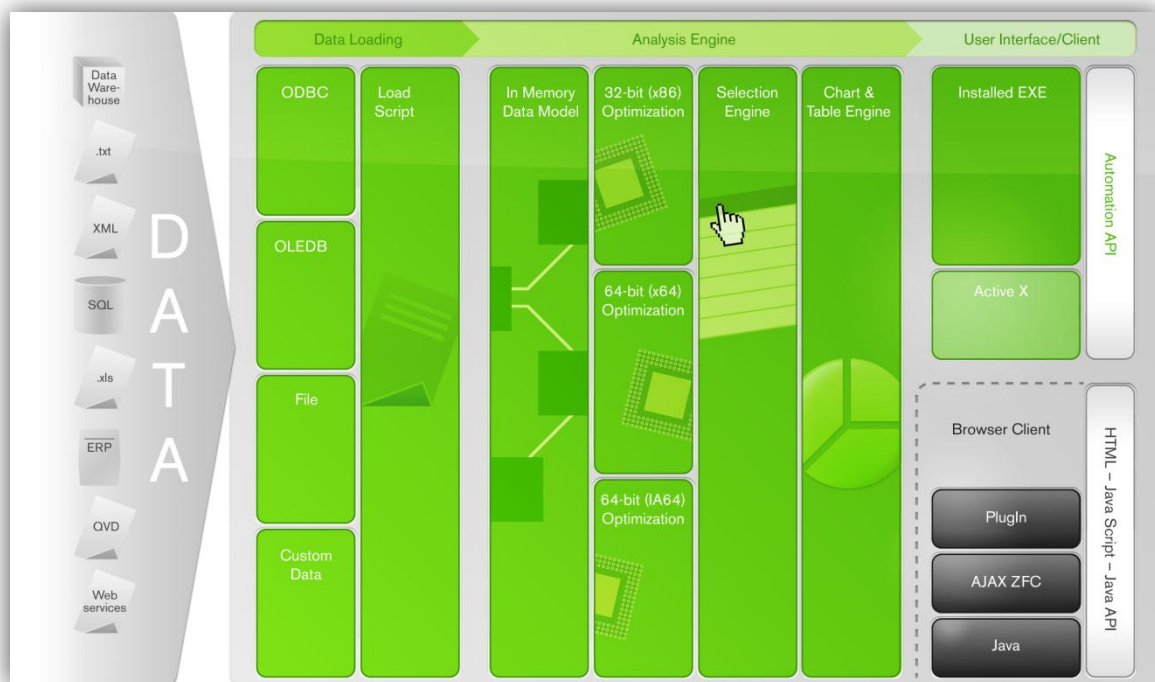 Data Loading
Analysis Engine
User Interface/Client
Data
Ware-
house
.txt
XML
SQL
.xls
ERP
QVD
Web
services
D
A
T
A
ODBC
OLEDB
File
Custom
Data
Load
Script
In Memory
Data Model
32-bit (x86)
Optimization
64-bit (x64)
Optimization
64-bit (IA64)
Optimization
Selection
Engine
Chart &
Table Engine
Installed EXE
Active X
Automation API
Browser Client
PlugIn
AJAX ZFC
Java
HTML – Java Script – Java API